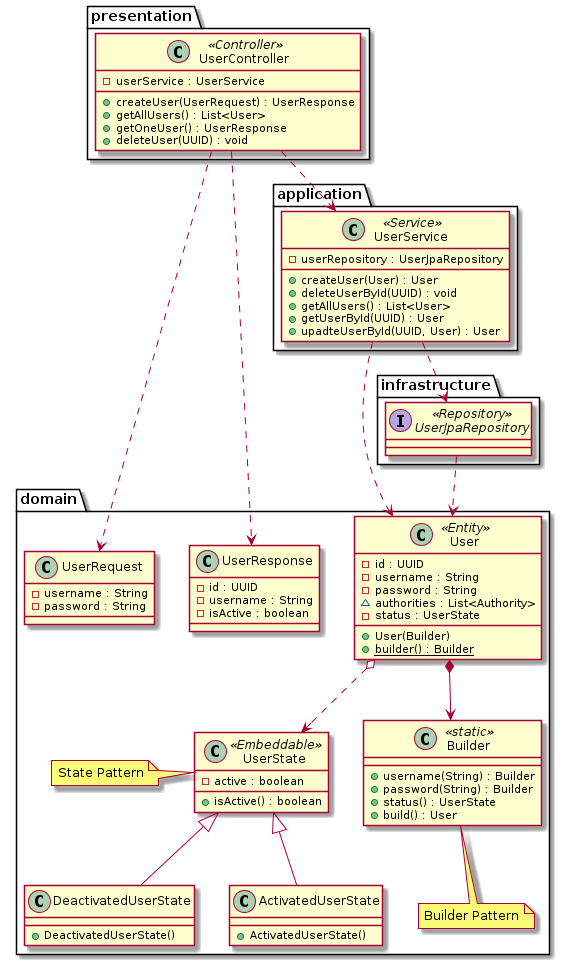 presentation
«Controller»
C
UserController
userService : UserService
createUser(UserRequest) : UserResponse
getAllUsers() : List<User>
getOneUser() : UserResponse
deleteUser(UUID) : void
application
«Service»
C
UserService
userRepository : UserJpaRepository
createUser(User) : User
deleteUserById(UUID) : void
getAllUsers() : List<User>
getUserById(UUID) : User
upadteUserById(UUID, User) : User
infrastructure
«Repository»
I
UserJpaRepository
domain
C UserRequest
username : String
password : String
C UserResponse
id : UUID
username : String
isActive : boolean
«Entity»
C
User
id : UUID
username : String
password : String
authorities : List<Authority>
status : UserState
User(Builder)
builder() : Builder
State Pattern
«Embeddable»
C
UserState
active : boolean
isActive() : boolean
«static»
C
Builder
username(String) : Builder
password(String) : Builder
status() : UserState
build() : User
C DeactivatedUserState
DeactivatedUserState()
C ActivatedUserState
ActivatedUserState()
Builder Pattern